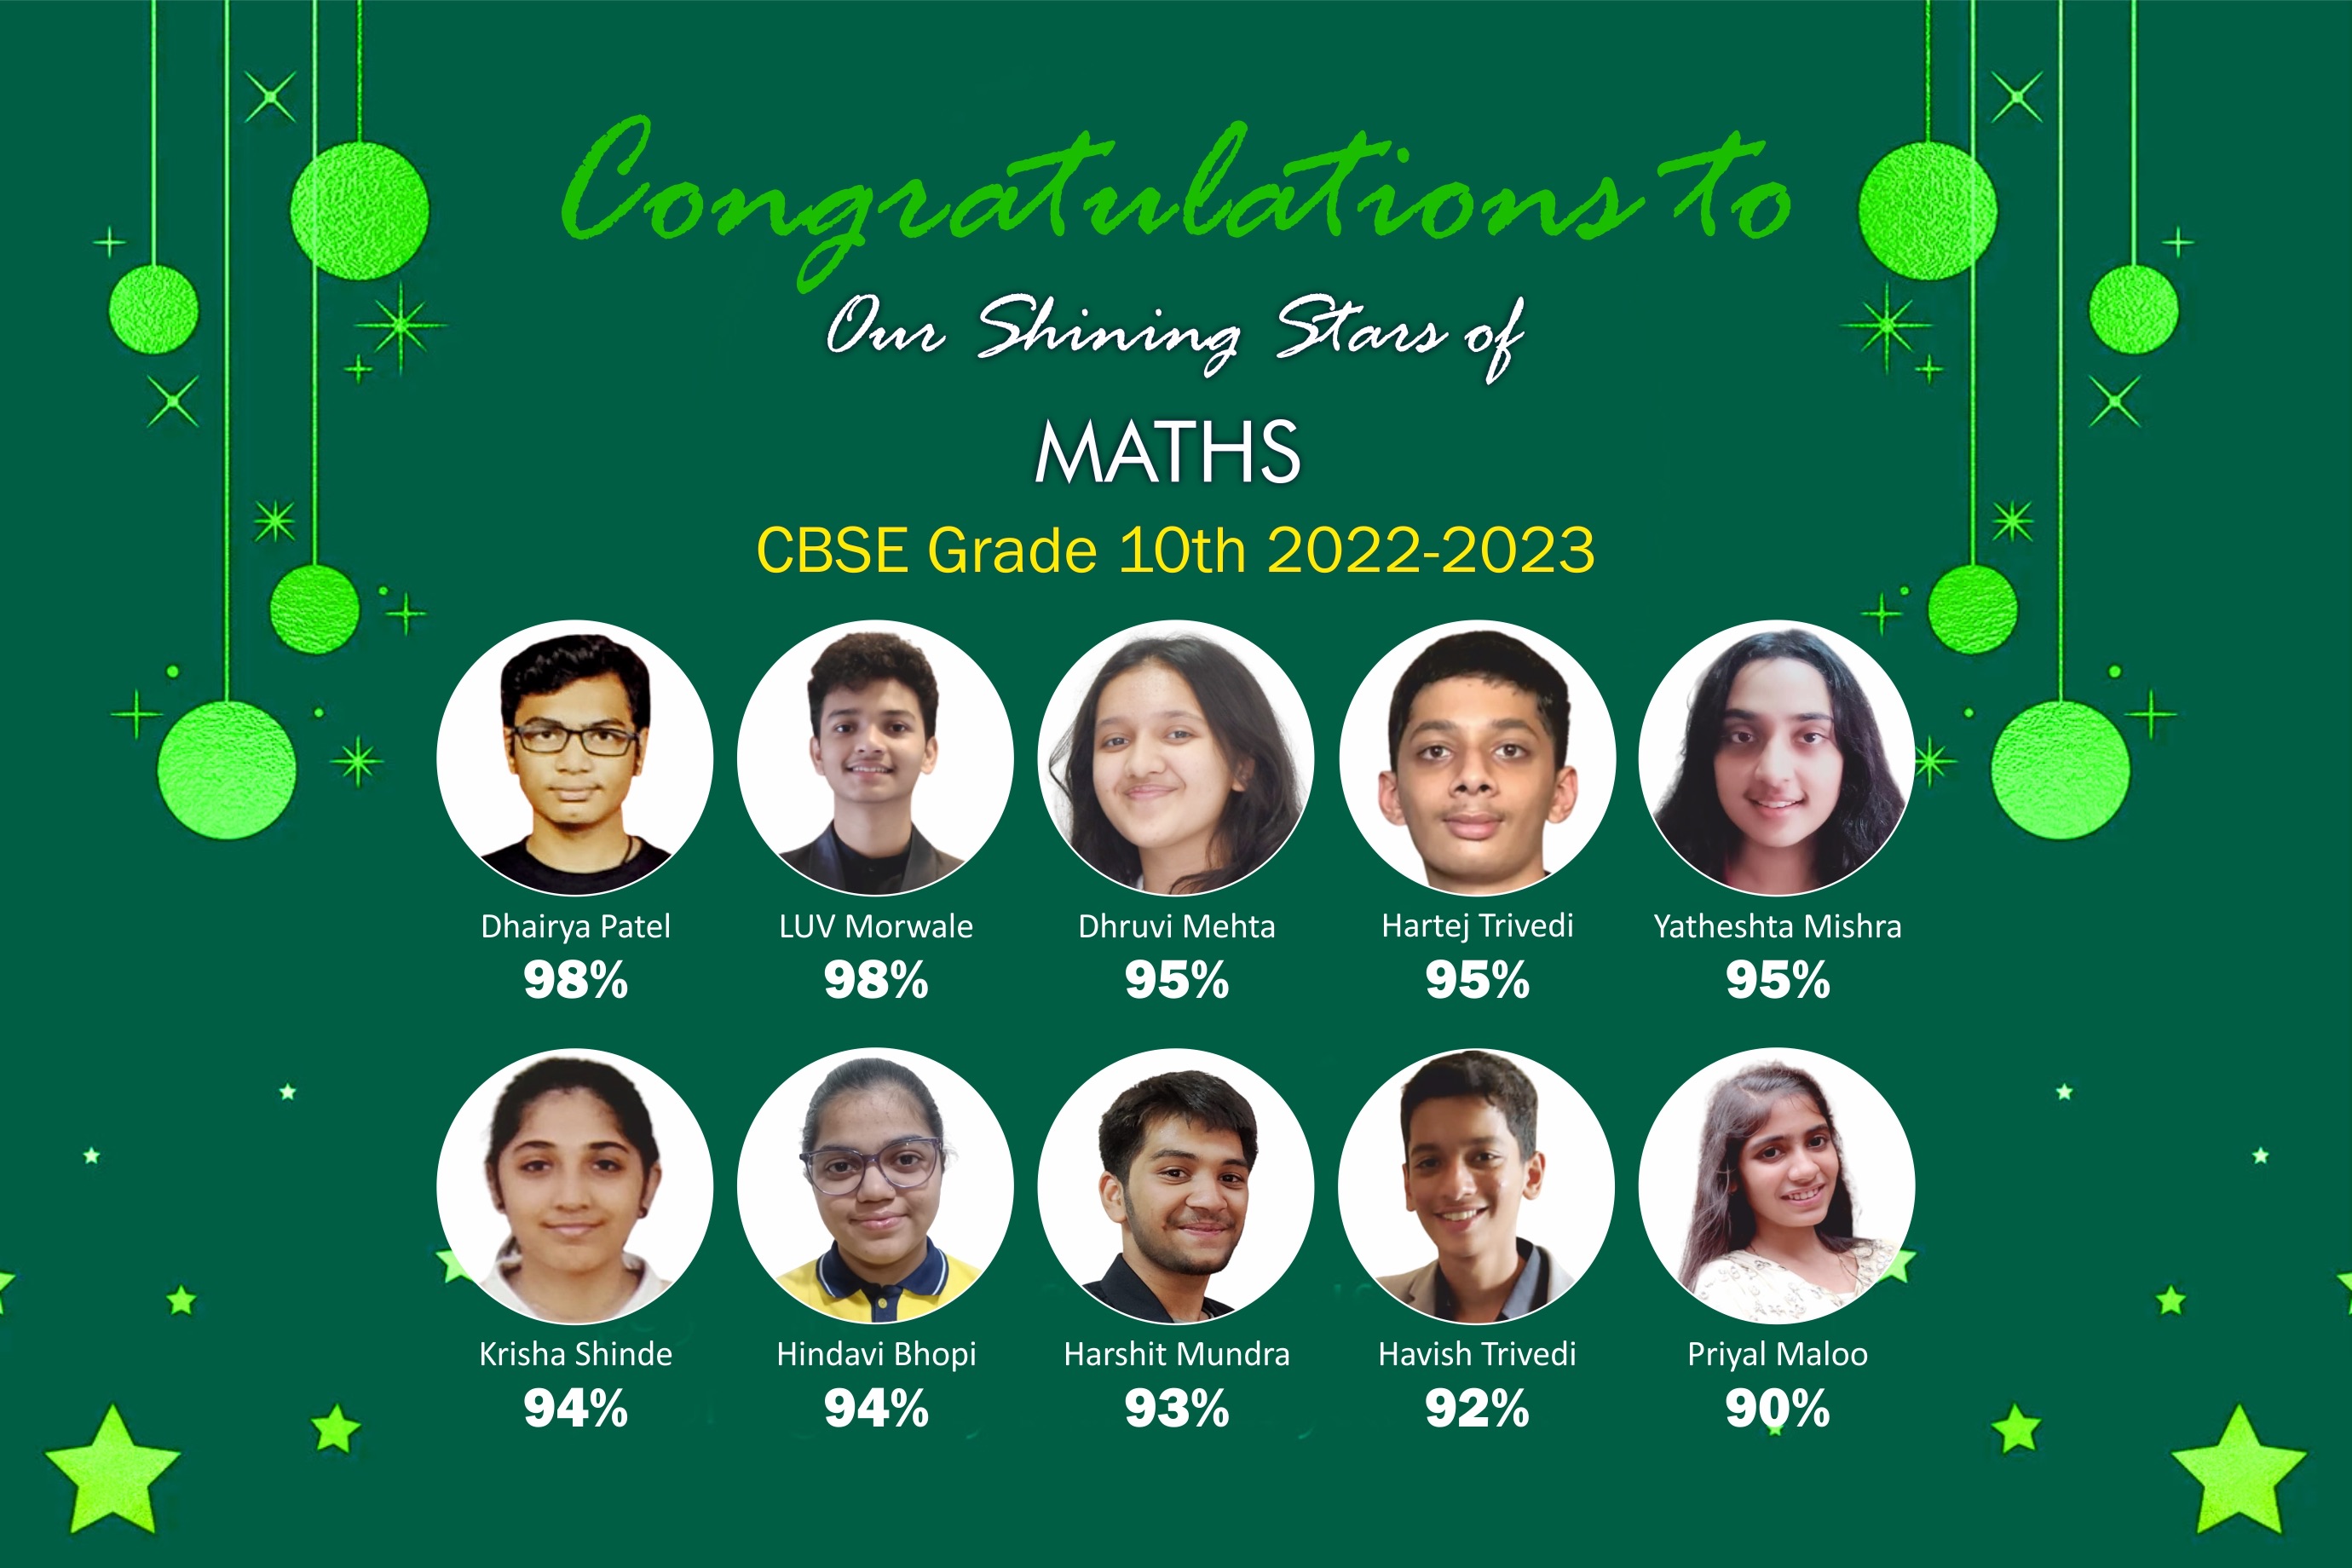 Congratulations to
Our Shining Stars of
MATHS
CBSE Grade 10th 2022-2023
Dhairya Patel
98%
LUV Morwale
98%
Dhruvi Mehta
95%
Hartej Trivedi
95%
Yatheshta Mishra
95%
Krisha Shinde
94%
Hindavi Bhopi
94%
Harshit Mundra
93%
Havish Trivedi
92%
Priyal Maloo
90%